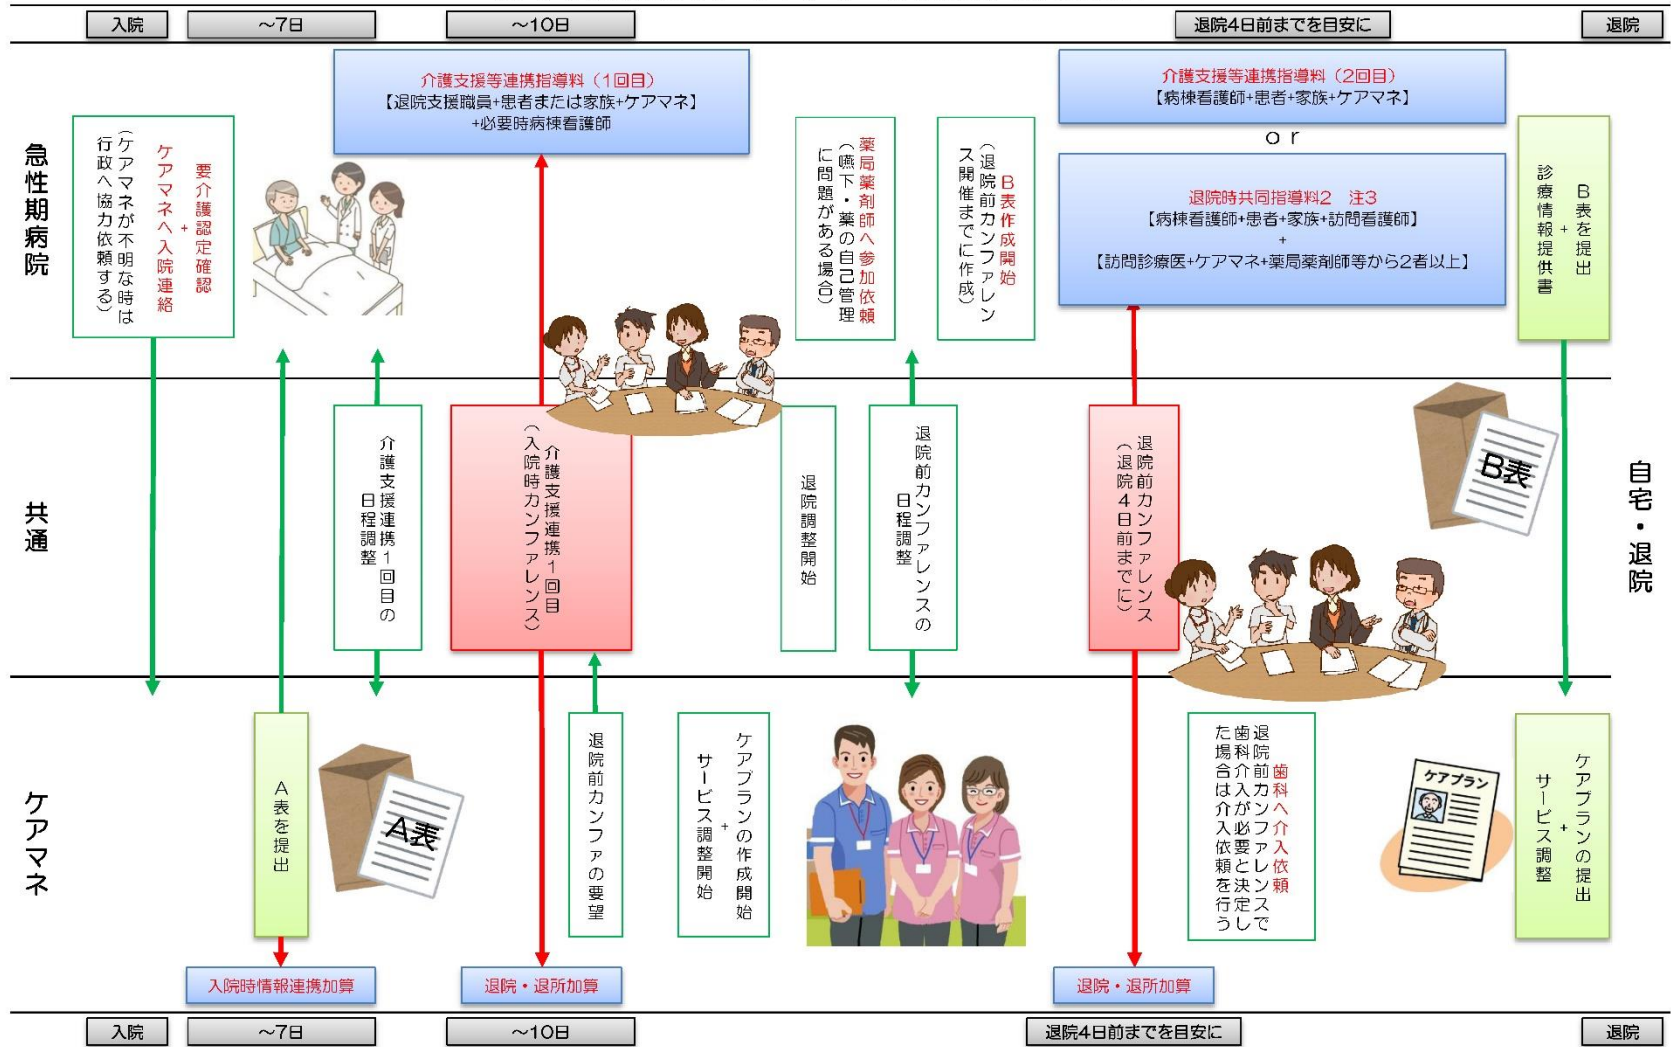 入院
～7日
～10日
退院4日前までを目安に
退院
急性期病院
要介護認定確認
+
ケアマネへ入院連絡
(ケアマネが不明な時は
行政へ協力依頼する)
介護支援等連携指導料（1回目）
【退院支援職員+患者または家族+ケアマネ】
+必要時病棟看護師
薬局薬剤師へ参加依頼
(嚥下・薬の自己管理
に問題がある場合)
B表作成開始
(退院前カンファレン
ス開催までに作成)
介護支援等連携指導料（2回目）
【病棟看護師+患者+家族+ケアマネ】
or
退院時共同指導料2　注3
【病棟看護師+患者+家族+訪問看護師】
+
【訪問診療医+ケアマネ+薬局薬剤師等から2者以上】
B表を提出
+
診療情報提供書
共通
介護支援連携1回目の
日程調整
介護支援連携1回目
(入院時カンファレンス)
退院調整開始
退院前カンファレンスの
日程調整
退院前カンファレンス
(退院4日前までに)
B表
自宅・退院
ケアマネ
A表を提出
A表
退院前カンファの要望
ケアプランの作成開始
+
サービス調整開始
歯科へ介入依頼
退院前カンファレンスで
歯科介入が必要と決定し
た場合は介入依頼を行う
ケアプラン
ケアプランの提出
+
サービス調整
入院時情報連携加算
退院・退所加算
退院・退所加算
入院
～7日
～10日
退院4日前までを目安に
退院